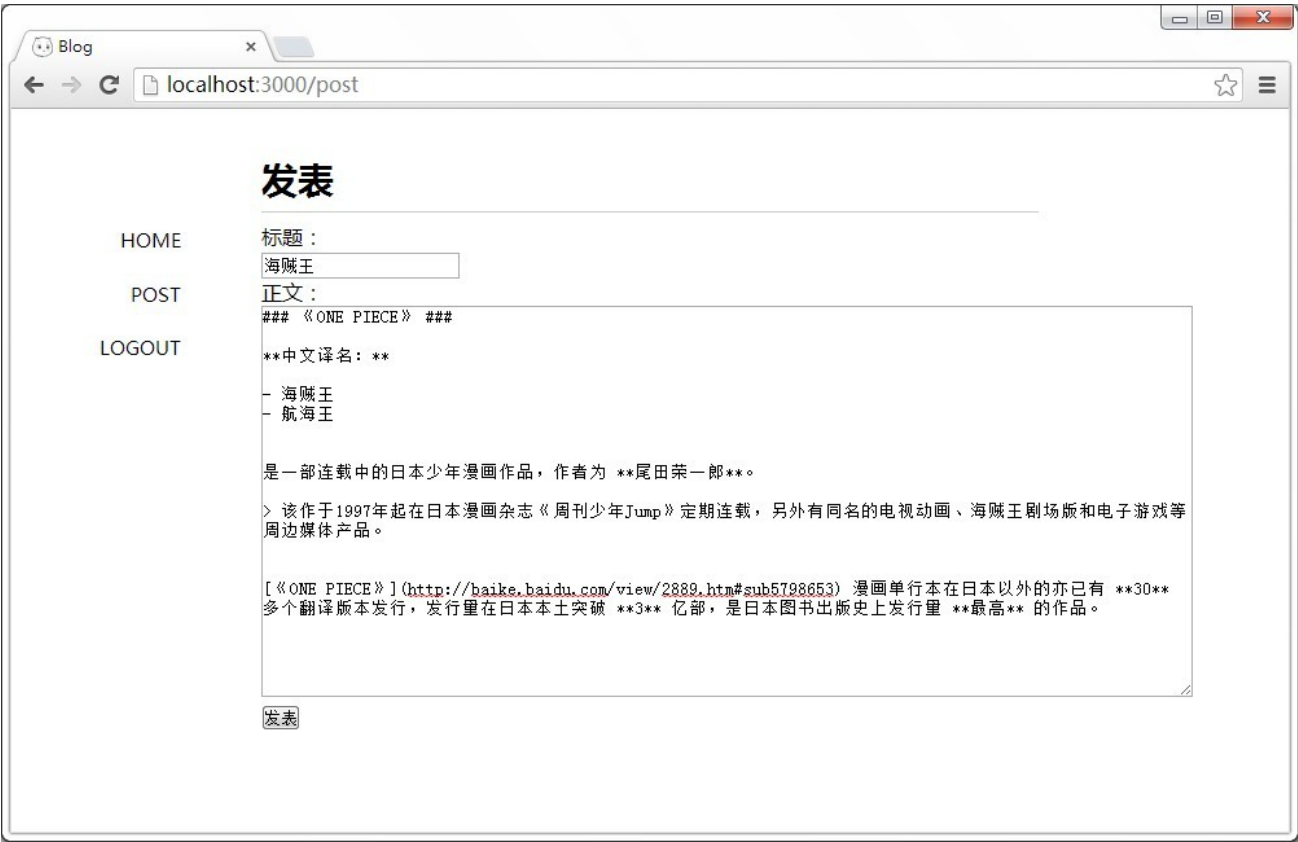 Blog
localhost:3000/post
发表
HOME
POST
LOGOUT
标题：
海贼王
正文：
### 《ONE PIECE》 ###
**中文译名：**
- 海贼王
- 航海王
是一部连载中的日本少年漫画作品，作者为 **尾田荣一郎**。
> 该作于1997年起在日本漫画杂志《周刊少年Jump》定期连载，另外有同名的电视动画、海贼王剧场版和电子游戏等
周边媒体产品。
[《ONE PIECE》](http://baike.baidu.com/view/2889.htm#sub5798653) 漫画单行本在日本以外的亦已有 **30**
多个翻译版本发行，发行量在日本本土突破 **3** 亿部，是日本图书出版史上发行量 **最高** 的作品。
发表